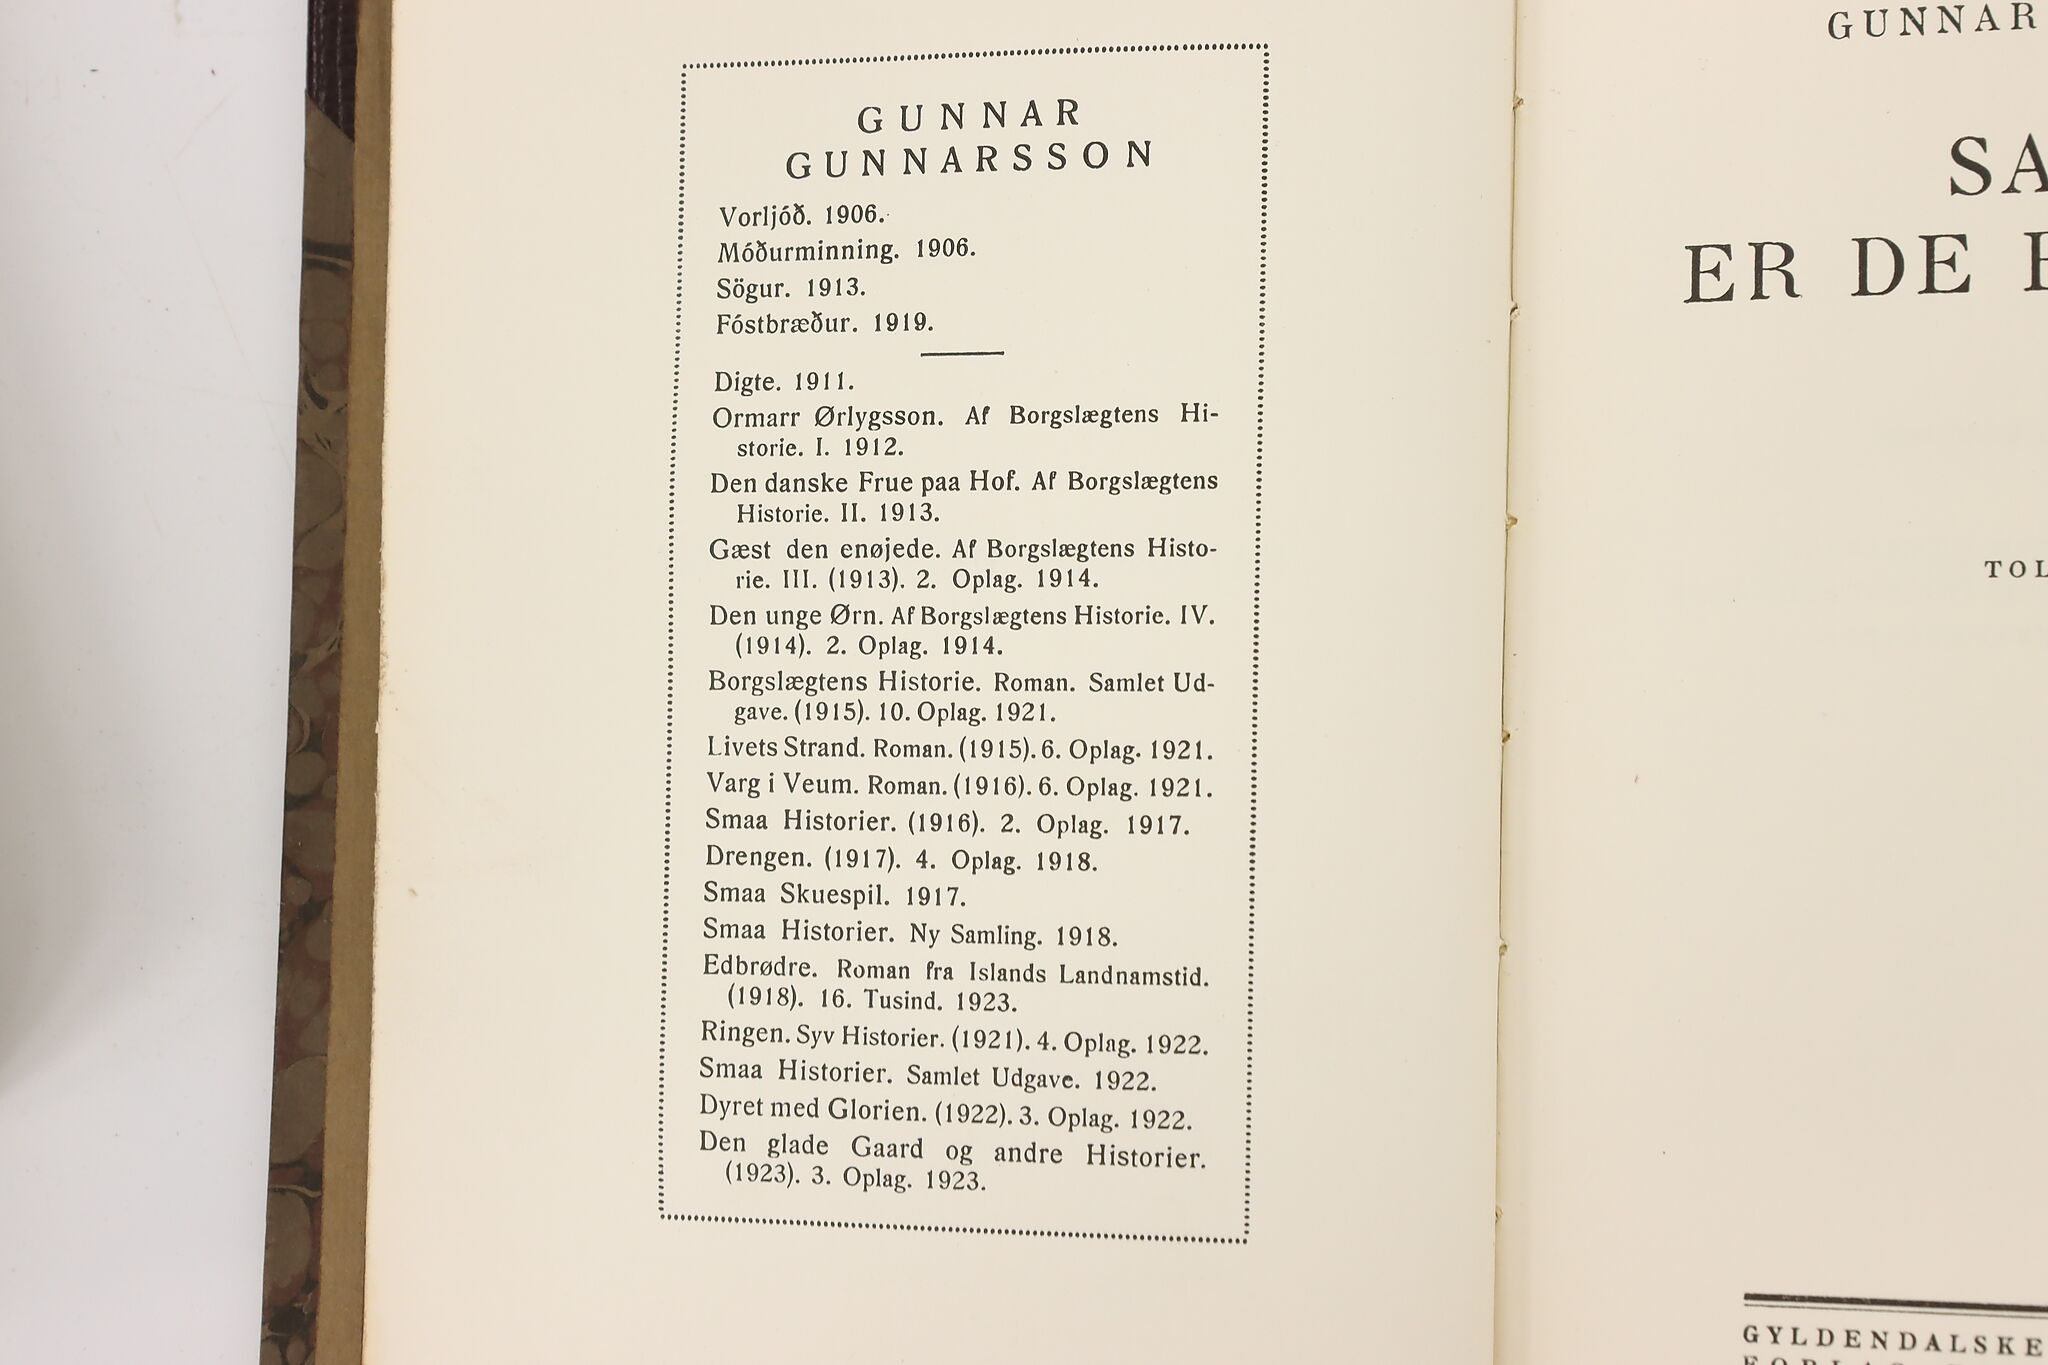 GUNNAR
GUNNARSSON
Vorljóð. 1906.
Móðurminning. 1906.
Sögur. 1913.
Fóstbræður. 1919.
Digte. 1911.
Ormarr Ørlygsson. Af Borgslægtens Hi-
storie. I. 1912.
Den danske Frue paa Hof. Af Borgslægtens
Historie. II. 1913.
Gæst den enøjede. Af Borgslægtens Histo-
rie. III. (1913). 2. Oplag. 1914.
Den unge Ørn. Af Borgslægtens Historie. IV.
(1914). 2. Oplag. 1914.
Borgslægtens Historie. Roman. Samlet Ud-
gave. (1915). 10. Oplag. 1921.
Livets Strand. Roman. (1915). 6. Oplag. 1921.
Varg i Veum. Roman. (1916). 6. Oplag. 1921.
Smaa Historier. (1916). 2. Oplag. 1917.
Drengen. (1917). 4. Oplag. 1918.
Smaa Skuespil. 1917.
Smaa Historier. Ny Samling. 1918.
Edbrødre. Roman fra Islands Landnamstid.
(1918). 16. Tusind. 1923.
Ringen. Syv Historier. (1921). 4. Oplag. 1922.
Smaa Historier. Samlet Udgave. 1922.
Dyret med Glorien. (1922). 3. Oplag. 1922.
Den glade Gaard og andre Historier.
(1923). 3. Oplag. 1923.
GUNNAR
SA
ER DE
TOL
GYLDENDALSKE